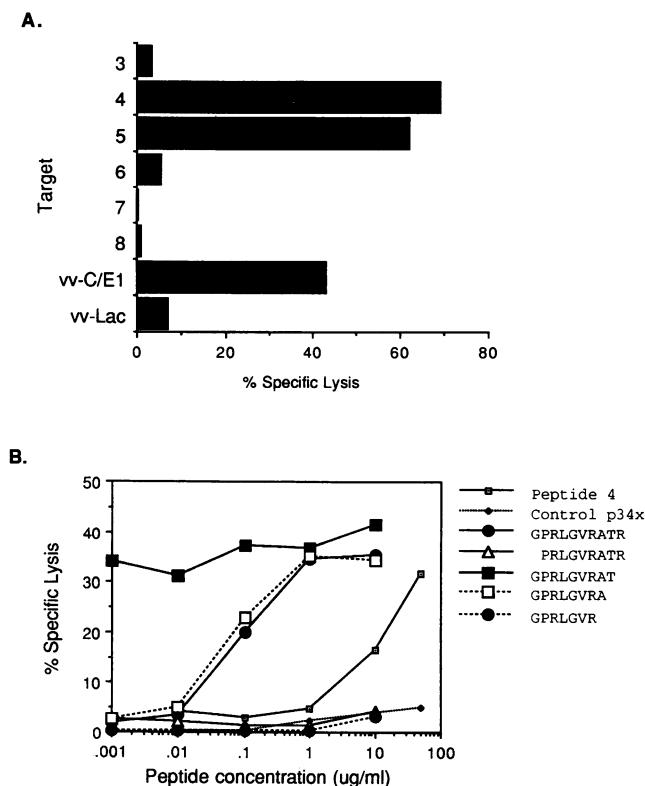 A.
Target
3
4
5
6
7
8
vv-C/E1
vv-Lac
0 20 40 60 80
% Specific Lysis
B.
% Specific Lysis
50
40
30
20
10
0
.001 .01 .1 1 10 100
Peptide concentration (ug/ml)
Peptide 4
Control p34x
GPRLGVRATR
PRLGVRATR
GPRLGVRAT
GPRLGVRA
GPRLGVR